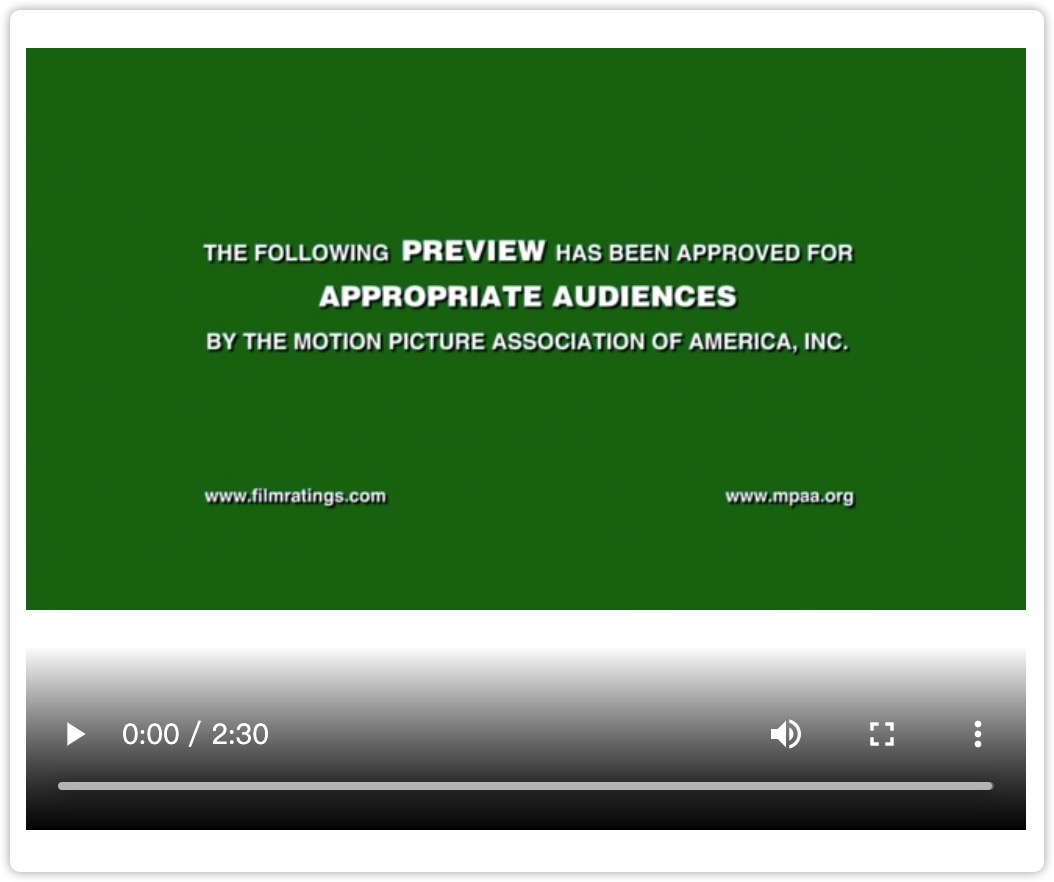 THE FOLLOWING PREVIEW HAS BEEN APPROVED FOR
APPROPRIATE AUDIENCES
BY THE MOTION PICTURE ASSOCIATION OF AMERICA, INC.
www.filmratings.com www.mpaa.org
0:00 / 2:30